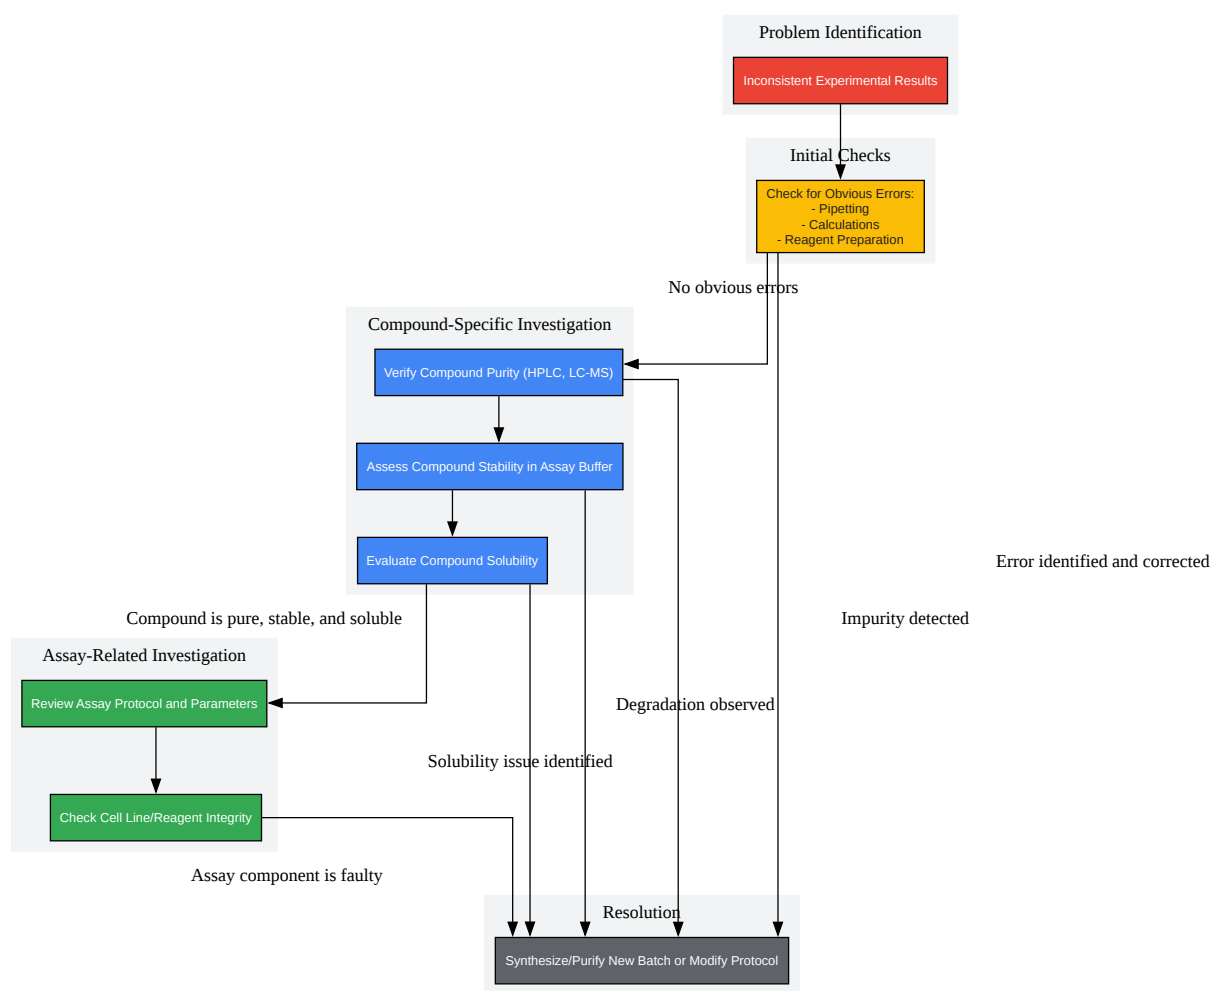 Problem Identification
Inconsistent Experimental Results
Initial Checks
Check for Obvious Errors:
- Pipetting
- Calculations
- Reagent Preparation
No obvious errors
Compound-Specific Investigation
Verify Compound Purity (HPLC, LC-MS)
Assess Compound Stability in Assay Buffer
Evaluate Compound Solubility
Error identified and corrected
Compound is pure, stable, and soluble
Impurity detected
Assay-Related Investigation
Review Assay Protocol and Parameters
Degradation observed
Solubility issue identified
Check Cell Line/Reagent Integrity
Assay component is faulty
Resolution
Synthesize/Purify New Batch or Modify Protocol